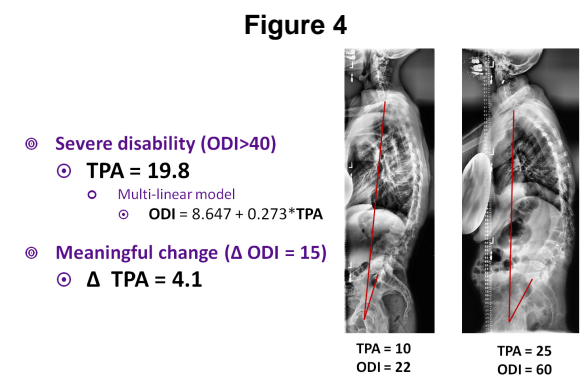 Figure 4
Severe disability (ODI>40)
TPA = 19.8
Multi-linear model
ODI = 8.647 + 0.273*TPA
Meaningful change (Δ ODI = 15)
Δ TPA = 4.1
TPA = 10
ODI = 22
TPA = 25
ODI = 60